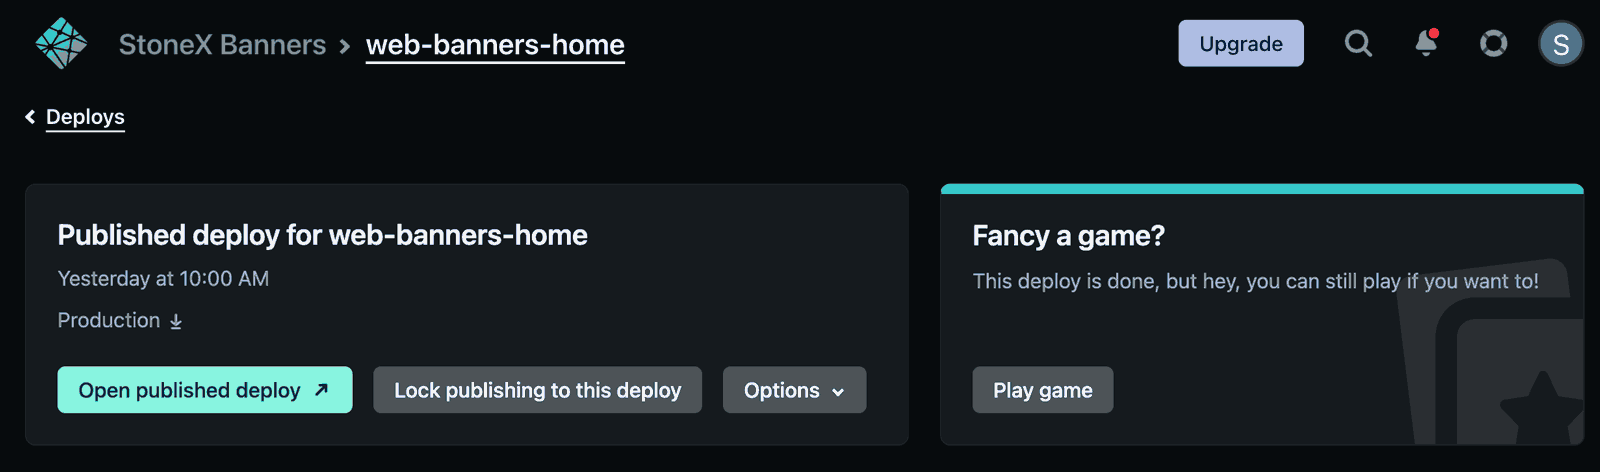 StoneX Banners > web-banners-home
Upgrade
S
< Deploys
Published deploy for web-banners-home
Yesterday at 10:00 AM
Production
Open published deploy
Lock publishing to this deploy
Options
Fancy a game?
This deploy is done, but hey, you can still play if you want to!
Play game